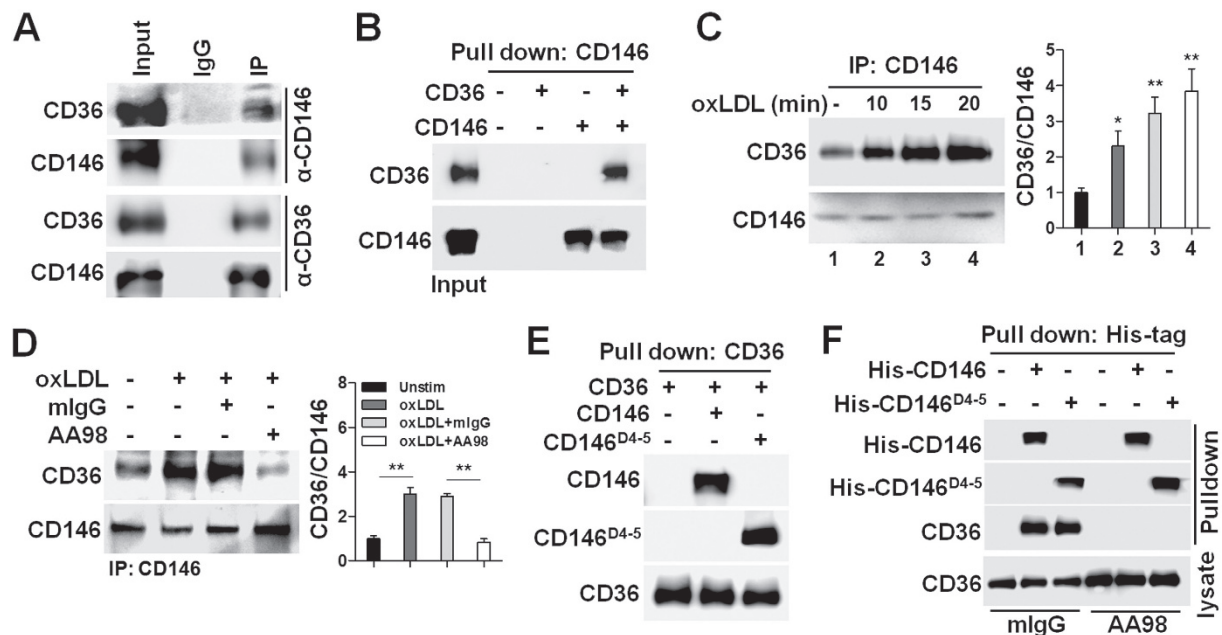 A
Input
IgG
IP
CD36
CD146
α-CD146
CD36
CD146
α-CD36
B
Pull down: CD146
CD36 - + +
CD146 - - + +
CD36
CD146
Input
C
IP: CD146
oxLDL (min) - 10 15 20
CD36
CD146
1 2 3 4
CD36/CD146
5
4
3
2
1
0
* ** **
1 2 3 4
D
oxLDL - + + +
mIgG - - + -
AA98 - - - +
CD36
CD146
IP: CD146
CD36/CD146
8
6
4
2
0
Unstim
oxLDL
oxLDL+mIgG
oxLDL+AA98
** **
E
Pull down: CD36
CD36 + + +
CD146 - + -
CD146D4-5 - - +
CD146
CD146D4-5
CD36
F
Pull down: His-tag
His-CD146 - + - - + -
His-CD146D4-5 - - + - - +
His-CD146
His-CD146D4-5
CD36
Pulldown
CD36
lysate
mIgG AA98